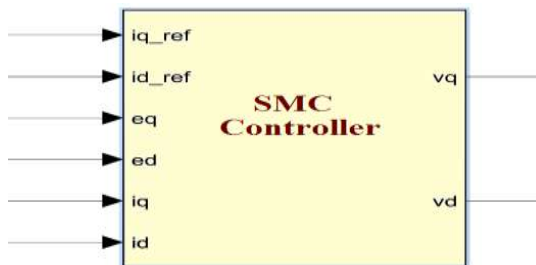 iq_ref
id_ref
eq
ed
iq
id
SMC
Controller
vq
vd